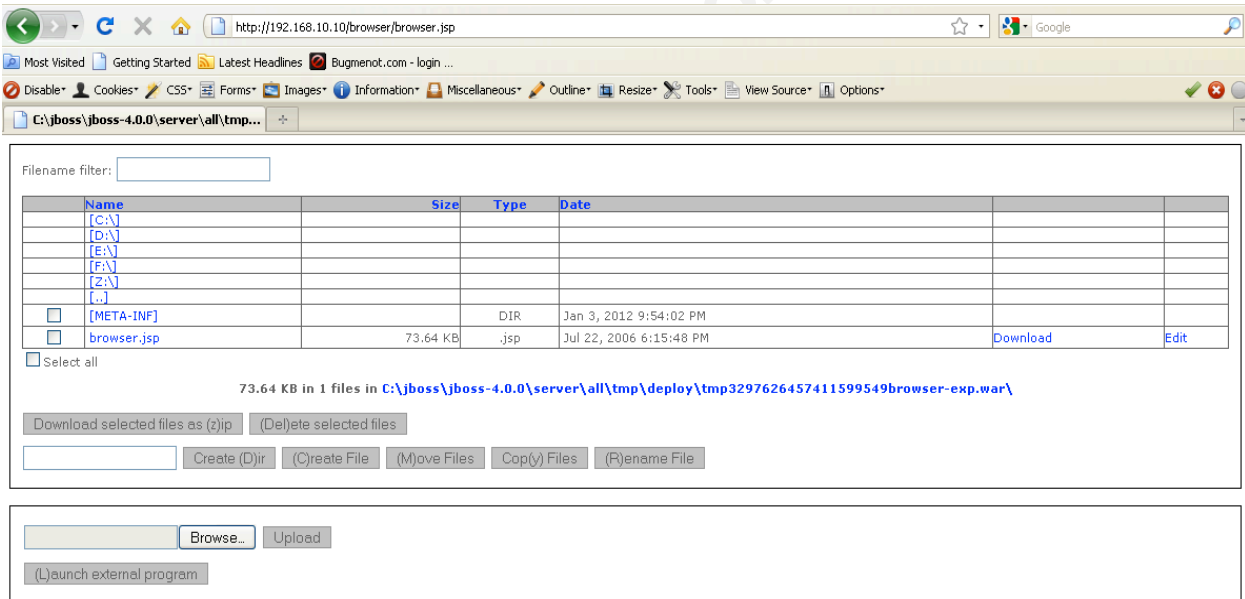 http://192.168.10.10/browser/browser.jsp Google
Most Visited Getting Started Latest Headlines Bugmenot.com - login ...
Disable Cookies CSS Forms Images Information Miscellaneous Outline Resize Tools View Source Options
C:\jboss\jboss-4.0.0\server\all\tmp...
Filename filter:
Name Size Type Date
[C:\]
[D:\]
[E:\]
[F:\]
[Z:\]
[..]
[META-INF] DIR Jan 3, 2012 9:54:02 PM
browser.jsp 73.64 KB .jsp Jul 22, 2006 6:15:48 PM Download Edit
Select all
73.64 KB in 1 files in C:\jboss\jboss-4.0.0\server\all\tmp\deploy\tmp3297626457411599549browser-exp.war\
Download selected files as (z)ip (Del)ete selected files
Create (D)ir (C)reate File (M)ove Files Cop(y) Files (R)ename File
Browse... Upload
(L)aunch external program